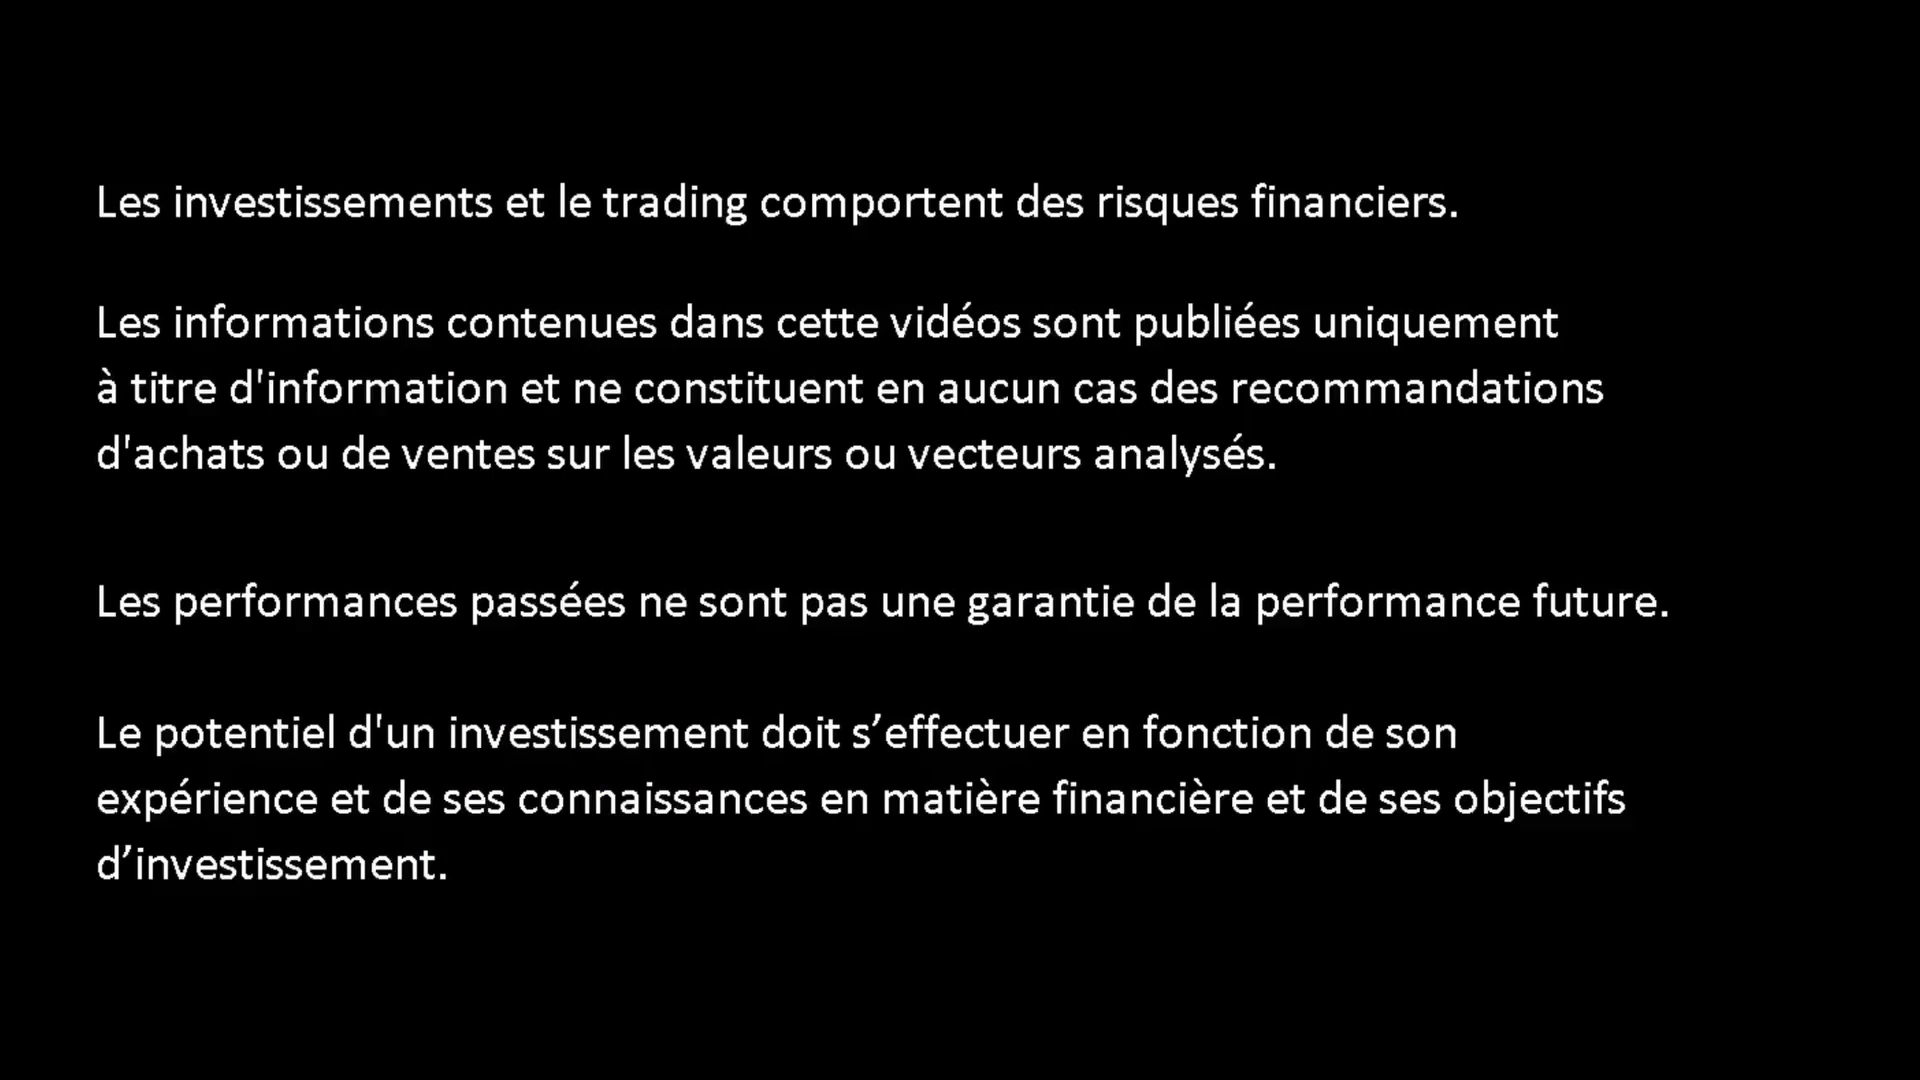 Les investissements et le trading comportent des risques financiers.
Les informations contenues dans cette vidéos sont publiées uniquement
à titre d'information et ne constituent en aucun cas des recommandations
d'achats ou de ventes sur les valeurs ou vecteurs analysés.
Les performances passées ne sont pas une garantie de la performance future.
Le potentiel d'un investissement doit s’effectuer en fonction de son
expérience et de ses connaissances en matière financière et de ses objectifs
d’investissement.